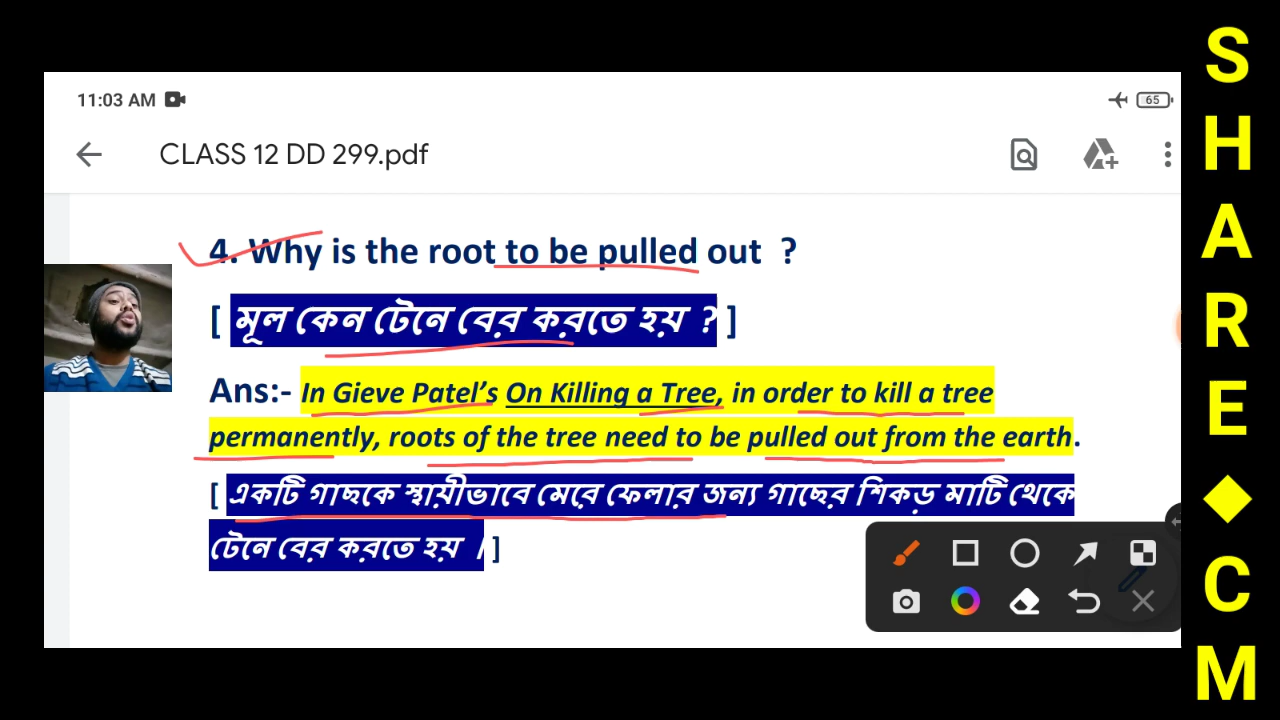 11:03 AM
65
CLASS 12 DD 299.pdf
4. Why is the root to be pulled out ?
[ মূল কেন টেনে বের করতে হয় ? ]
Ans:- In Gieve Patel’s On Killing a Tree, in order to kill a tree
permanently, roots of the tree need to be pulled out from the earth.
[ একটি গাছকে স্থায়ীভাবে মেরে ফেলার জন্য গাছের শিকড় মাটি থেকে
টেনে বের করতে হয় । ]
S
H
A
R
E
◆
C
M